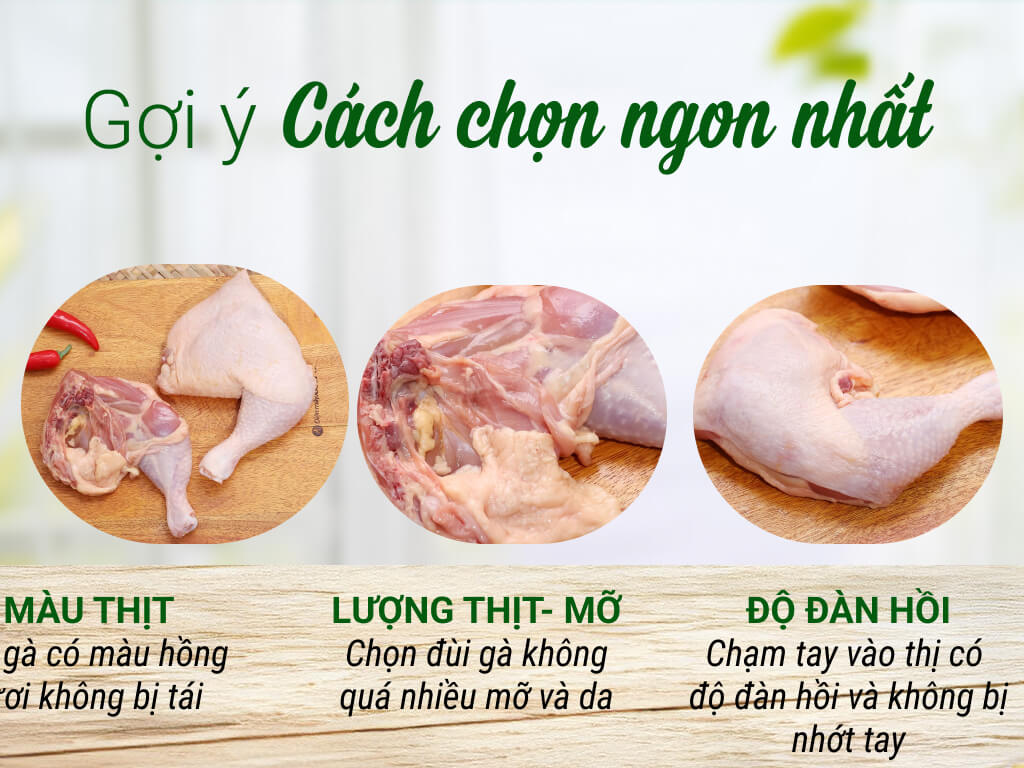 Gợi ý Cách chọn ngon nhất
MÀU THỊT
gà có màu hồng
ươi không bị tái
LƯỢNG THỊT- MỠ
Chọn đùi gà không
quá nhiều mỡ và da
ĐỘ ĐÀN HỒI
Chạm tay vào thị có
độ đàn hồi và không bị
nhớt tay